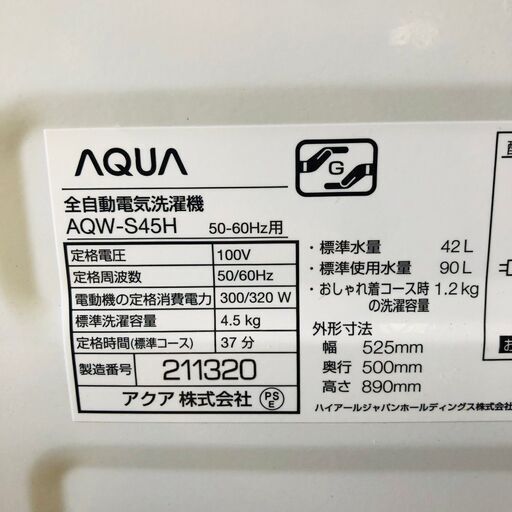 AQUA
G
全自動電気洗濯機
AQW-S45H 50-60Hz用
定格電圧 100V
定格周波数 50/60Hz
電動機の定格消費電力 300/320 W
標準洗濯容量 4.5 kg
定格時間(標準コース) 37 分
製造番号 211320
アクア 株式会社 PSE
・標準水量 42L
・標準使用水量 90L
・おしゃれ着コース時 1.2kg
の洗濯容量
外形寸法
幅 525mm
奥行 500mm
高さ 890mm
ハイアールジャパンホールディングス株式会社
お